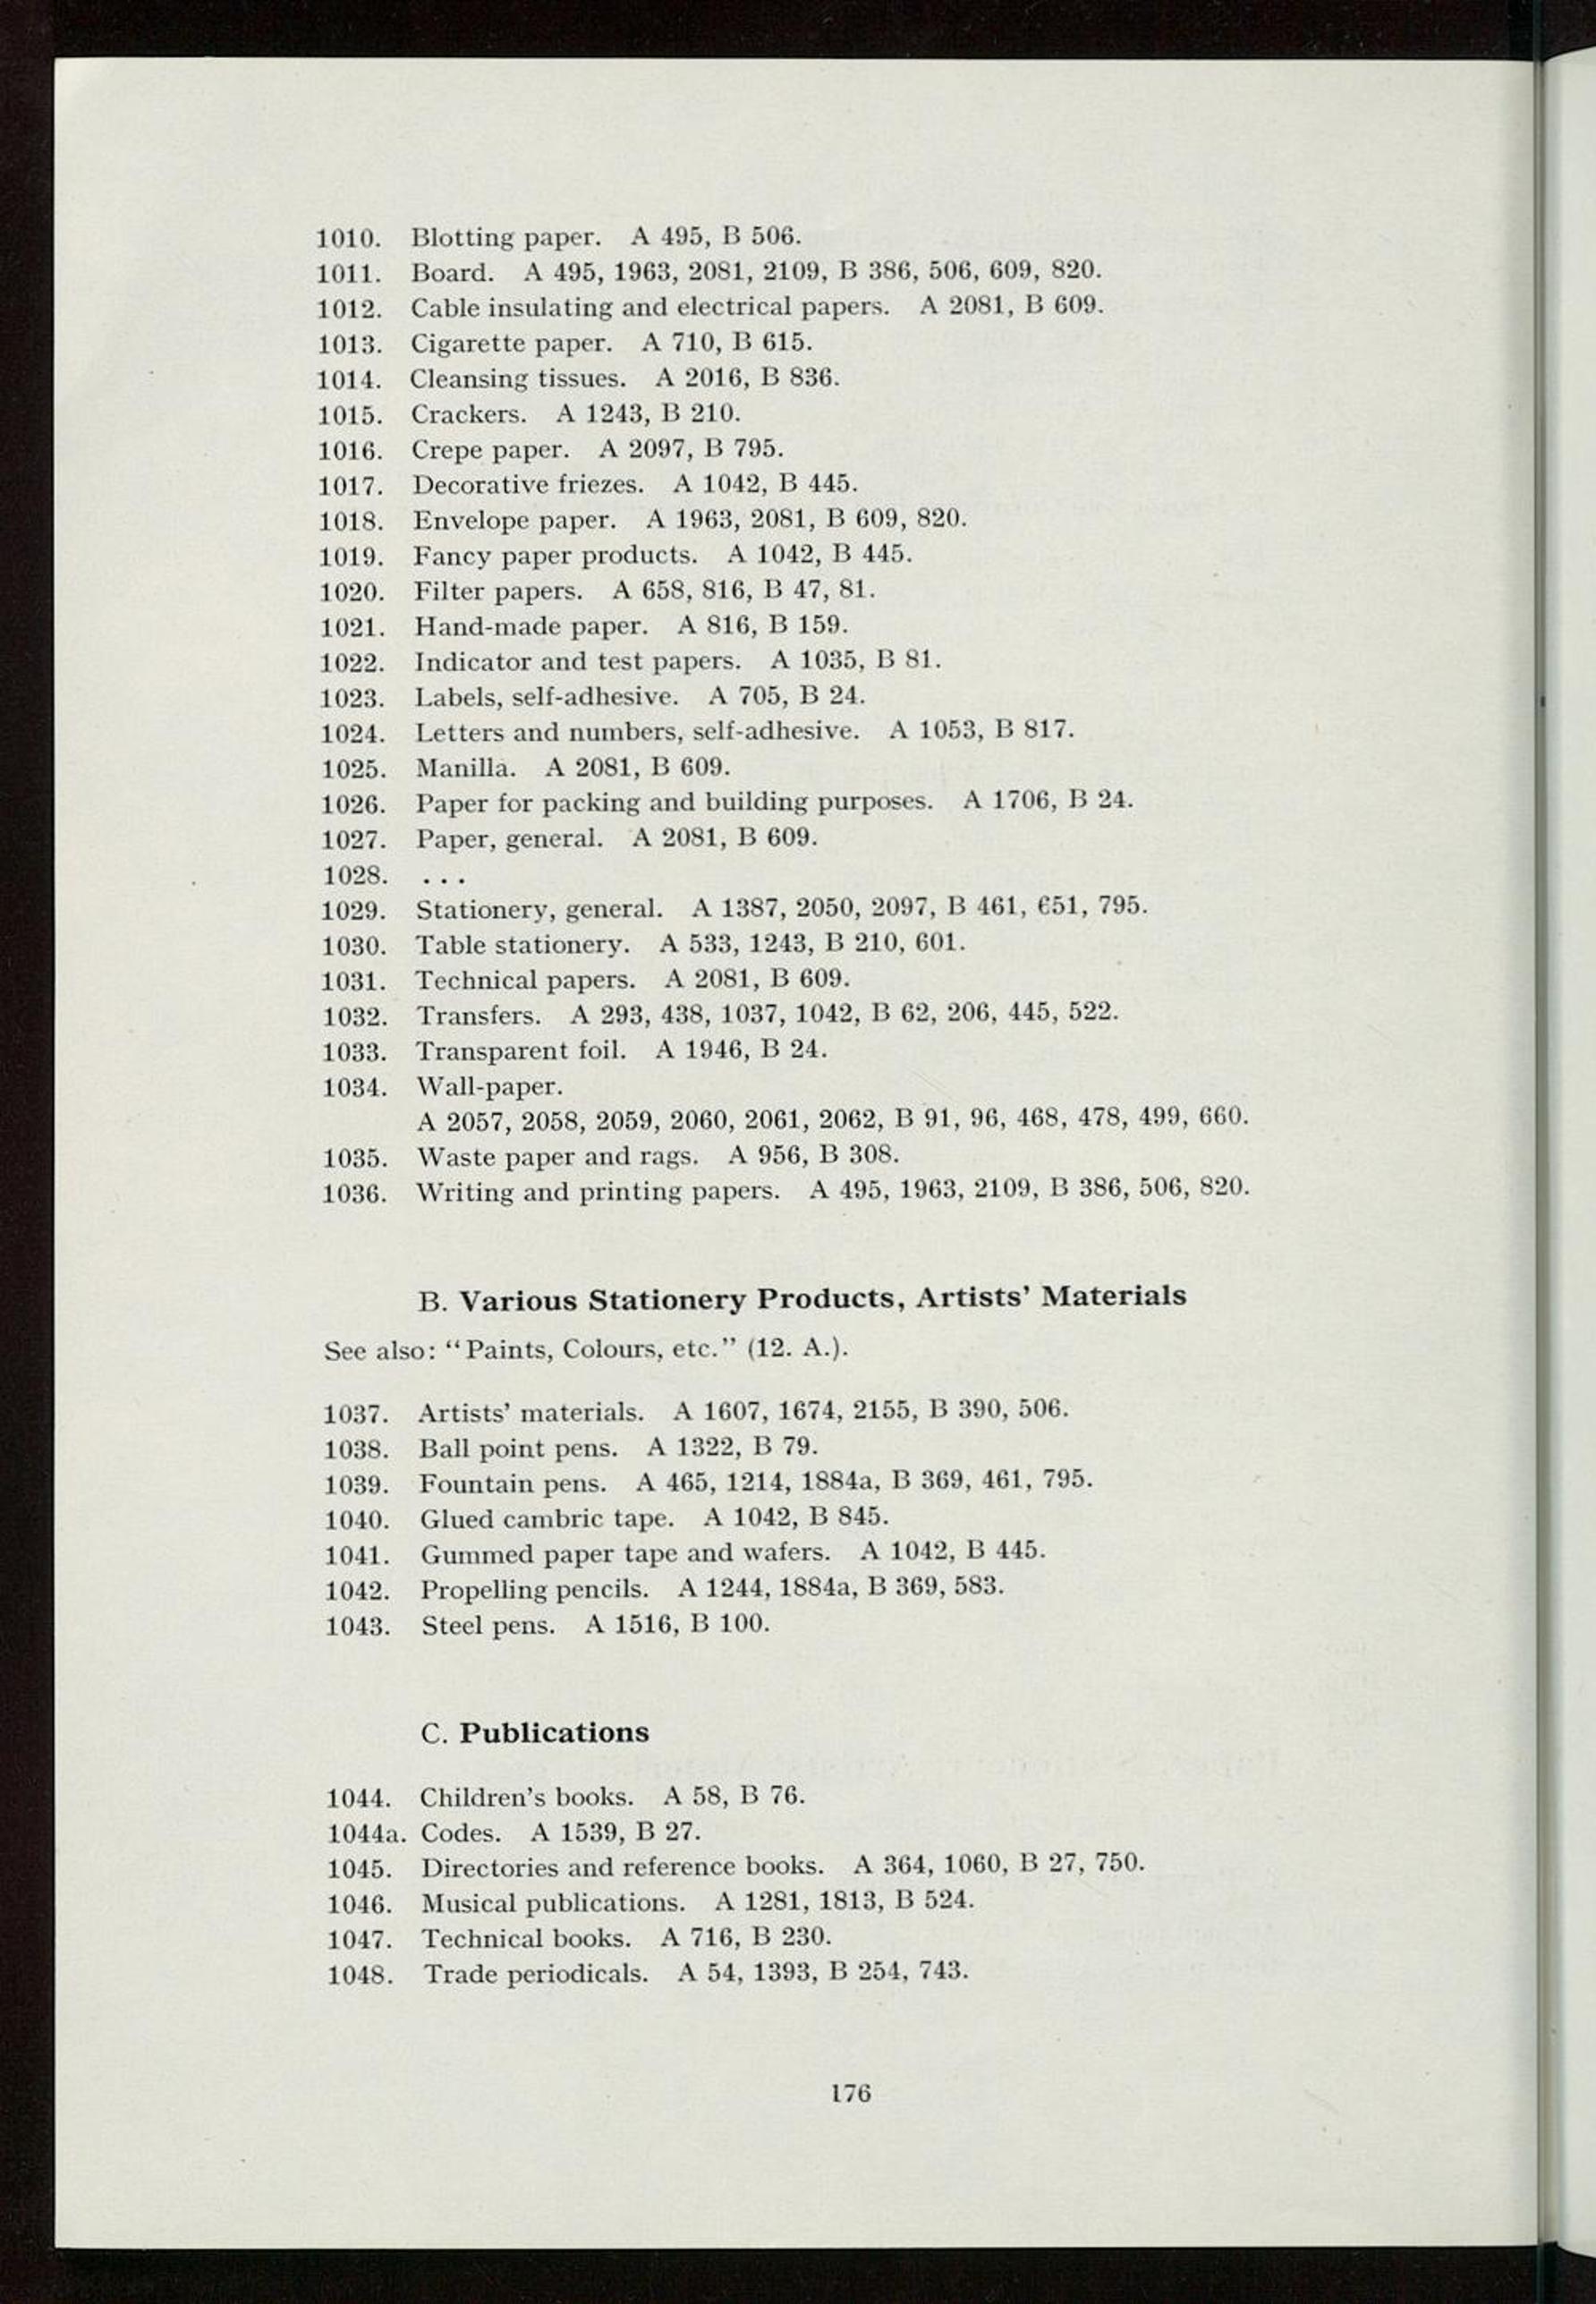 1010. Blotting paper. A 495, B 506.
1011. Board. A 495, 1963, 2081, 2109, B 386, 506, 609, 820.
1012. Cable insulating and electrical papers. A 2081, B 609.
1013. Cigarette paper. A 710, B 615.
1014. Cleansing tissues. A 2016, B 836.
1015. Crackers. A 1243, B 210.
1016. Crepe paper. A 2097, B 795.
1017. Decorative friezes. A 1042, B 445.
1018. Envelope paper. A 1963, 2081, B 609, 820.
1019. Fancy paper products. A 1042, B 445.
1020. Filter papers. A 658, 816, B 47, 81.
1021. Hand-made paper. A 816, B 159.
1022. Indicator and test papers. A 1035, B 81.
1023. Labels, self-adhesive. A 705, B 24.
1024. Letters and numbers, self-adhesive. A 1053, B 817.
1025. Manilla. A 2081, B 609.
1026. Paper for packing and building purposes. A 1706, B 24.
1027. Paper, general. A 2081, B 609.
1028. ...
1029. Stationery, general. A 1387, 2050, 2097, B 461, 651, 795.
1030. Table stationery. A 533, 1243, B 210, 601.
1031. Technical papers. A 2081, B 609.
1032. Transfers. A 293, 438, 1037, 1042, B 62, 206, 445, 522.
1033. Transparent foil. A 1946, B 24.
1034. Wall-paper.
A 2057, 2058, 2059, 2060, 2061, 2062, B 91, 96, 468, 478, 499, 660.
1035. Waste paper and rags. A 956, B 308.
1036. Writing and printing papers. A 495, 1963, 2109, B 386, 506, 820.
B. Various Stationery Products, Artists' Materials
See also: "Paints, Colours, etc." (12. A.).
1037. Artists' materials. A 1607, 1674, 2155, B 390, 506.
1038. Ball point pens. A 1322, B 79.
1039. Fountain pens. A 465, 1214, 1884a, B 369, 461, 795.
1040. Glued cambric tape. A 1042, B 845.
1041. Gummed paper tape and wafers. A 1042, B 445.
1042. Propelling pencils. A 1244, 1884a, B 369, 583.
1043. Steel pens. A 1516, B 100.
C. Publications
1044. Children's books. A 58, B 76.
1044a. Codes. A 1539, B 27.
1045. Directories and reference books. A 364, 1060, B 27, 750.
1046. Musical publications. A 1281, 1813, B 524.
1047. Technical books. A 716, B 230.
1048. Trade periodicals. A 54, 1393, B 254, 743.
176